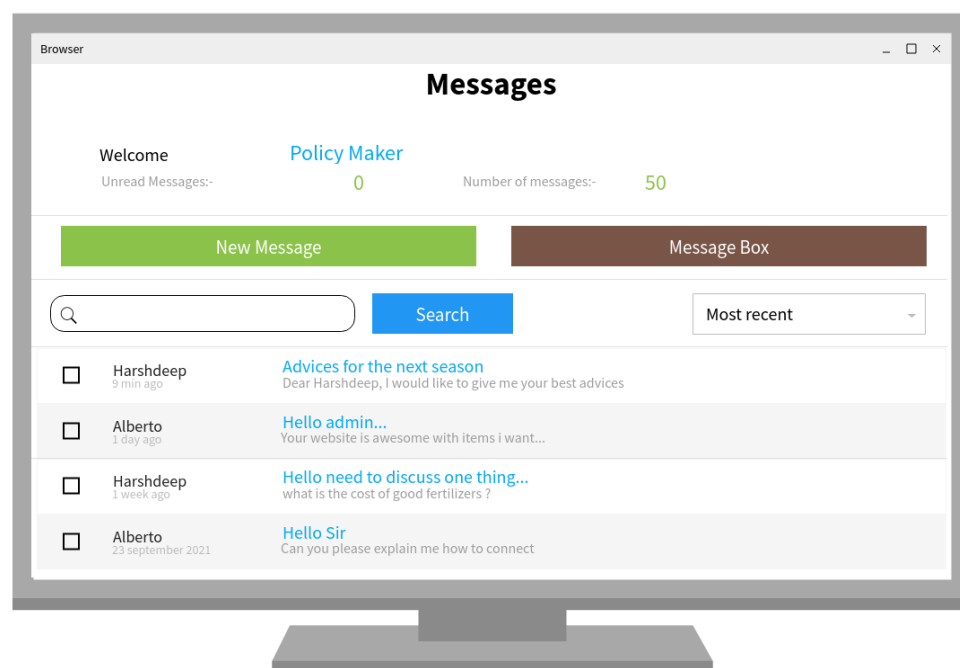 Browser
Messages
Welcome Policy Maker
Unread Messages:- 0 Number of messages:- 50
New Message Message Box
Search Most recent
Harshdeep Advices for the next season
9 min ago Dear Harshdeep, I would like to give me your best advices
Alberto Hello admin...
1 day ago Your website is awesome with items i want...
Harshdeep Hello need to discuss one thing...
1 week ago what is the cost of good fertilizers ?
Alberto Hello Sir
23 september 2021 Can you please explain me how to connect